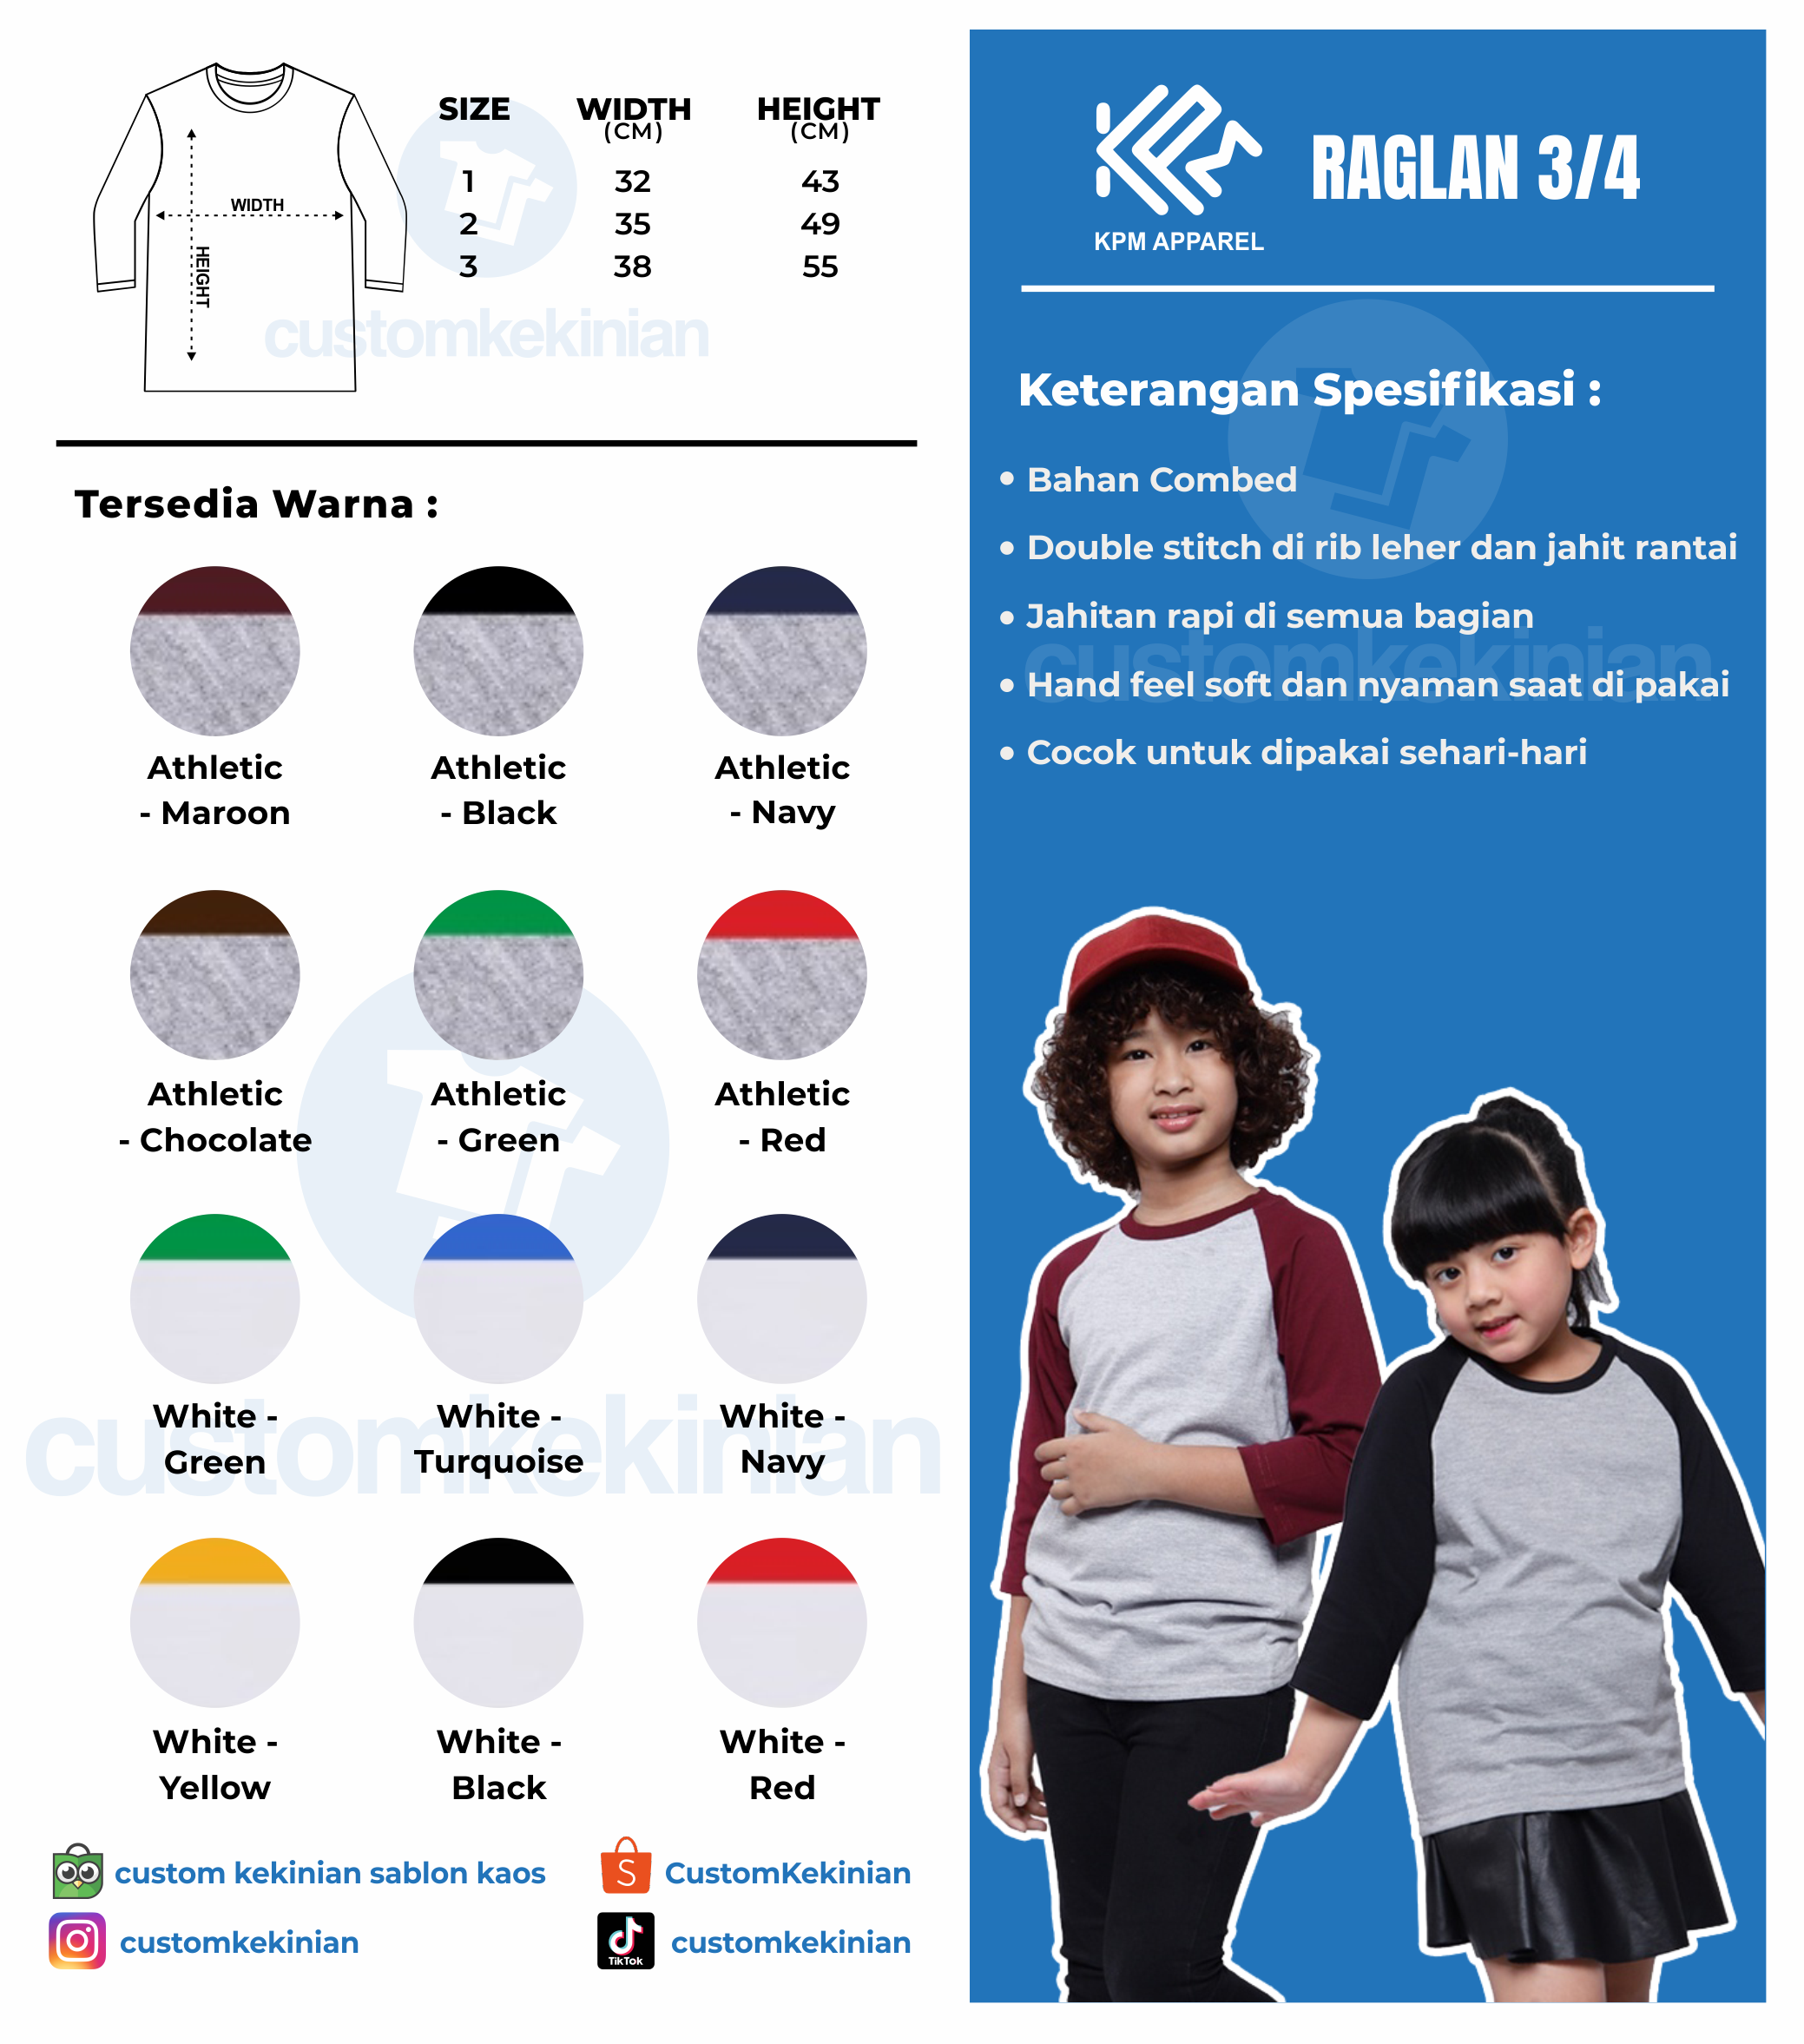 SIZE WIDTH HEIGHT
(CM) (CM)
1 32 43
2 35 49
3 38 55
WIDTH
HEIGHT
customkekinian
Tersedia Warna :
Athletic
- Maroon
Athletic
- Black
Athletic
- Navy
Athletic
- Chocolate
Athletic
- Green
Athletic
- Red
White -
Green
White -
Turquoise
White -
Navy
customkekinian
White -
Yellow
White -
Black
White -
Red
custom kekinian sablon kaos
S
CustomKekinian
customkekinian
TikTok
customkekinian
KPM APPAREL
RAGLAN 3/4
Keterangan Spesifikasi :
• Bahan Combed
• Double stitch di rib leher dan jahit rantai
• Jahitan rapi di semua bagian
customkekinian
• Hand feel soft dan nyaman saat di pakai
• Cocok untuk dipakai sehari-hari